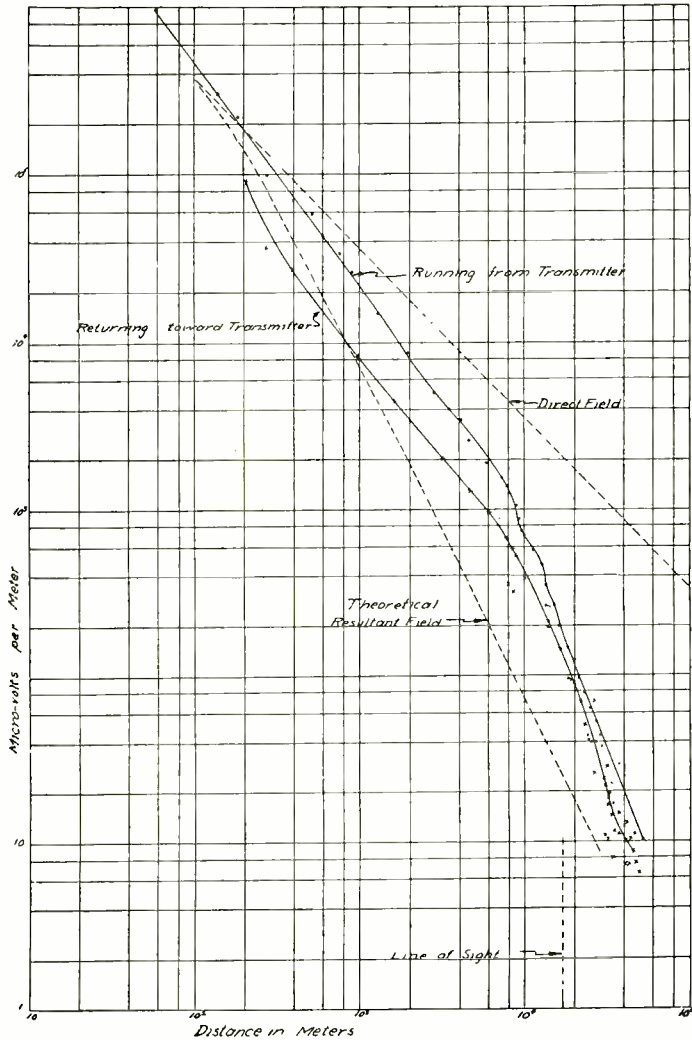 Running from Transmitter
Returning toward Transmitter
Direct Field
10³
Theoretical
Resultant Field
Micro-volts per Meter
10
Line of Sight
1
10
Distance in Meters